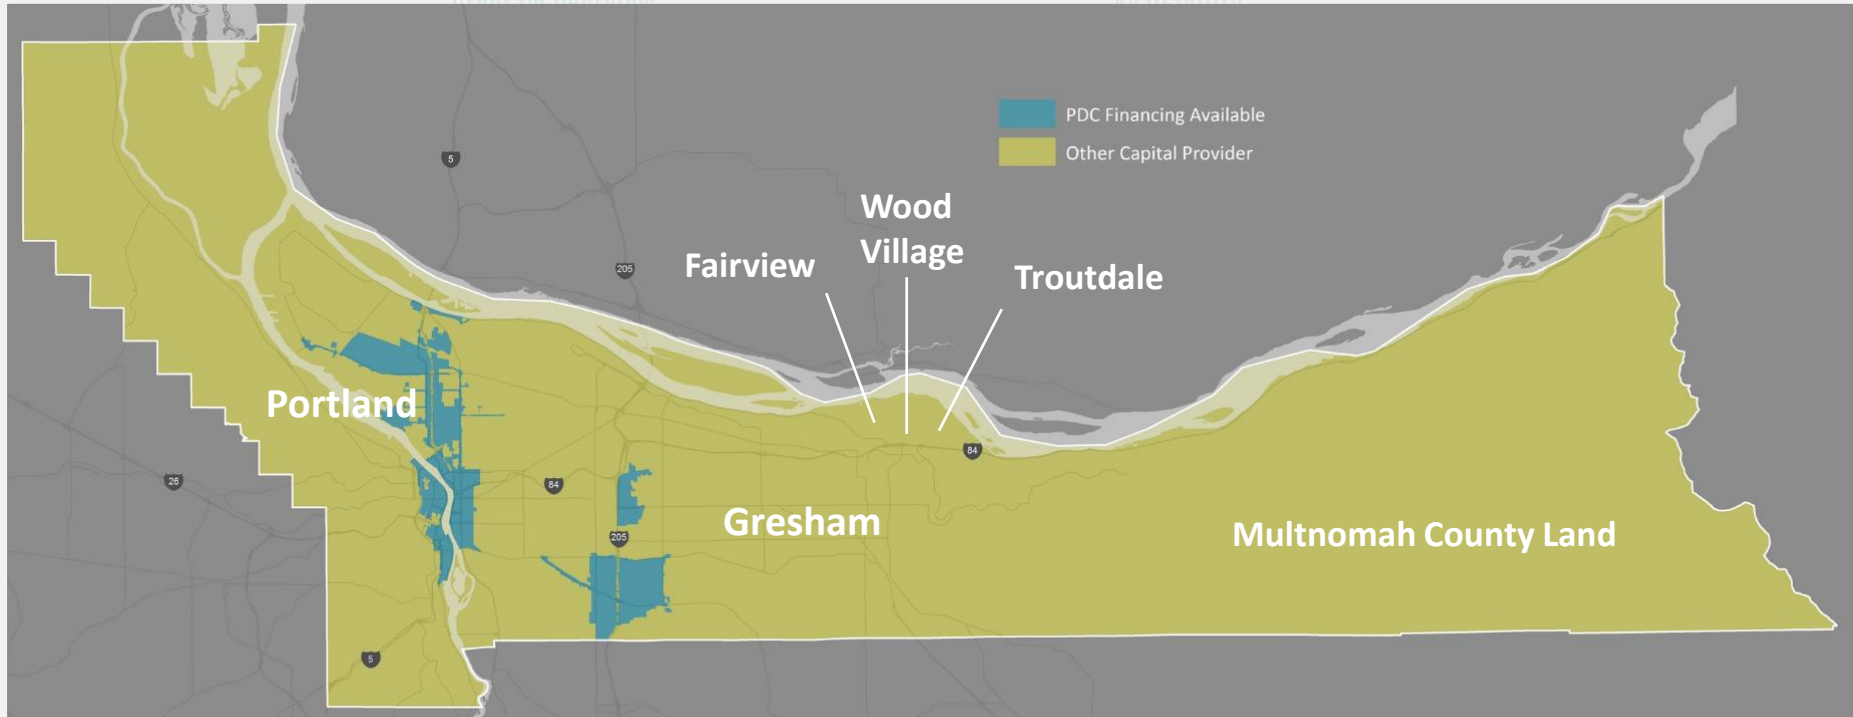 5
PDC Financing Available
Other Capital Provider
Wood
Village
Fairview
205
Troutdale
Portland
84
26
84
Gresham
205
Multnomah County Land
5